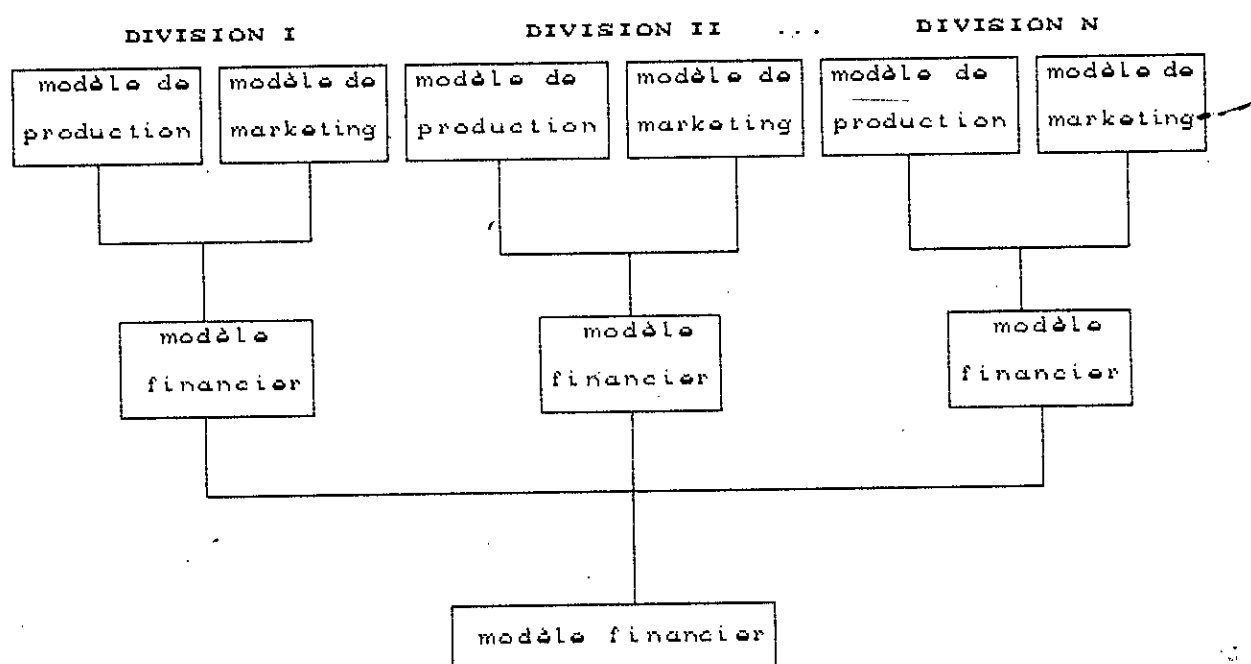 DIVISION I DIVISION II ... DIVISION N
modèle de modèle de modèle de modèle de modèle de modèle de
production marketing production marketing production marketing
modèle modèle modèle
financier financier financier
modèle financier